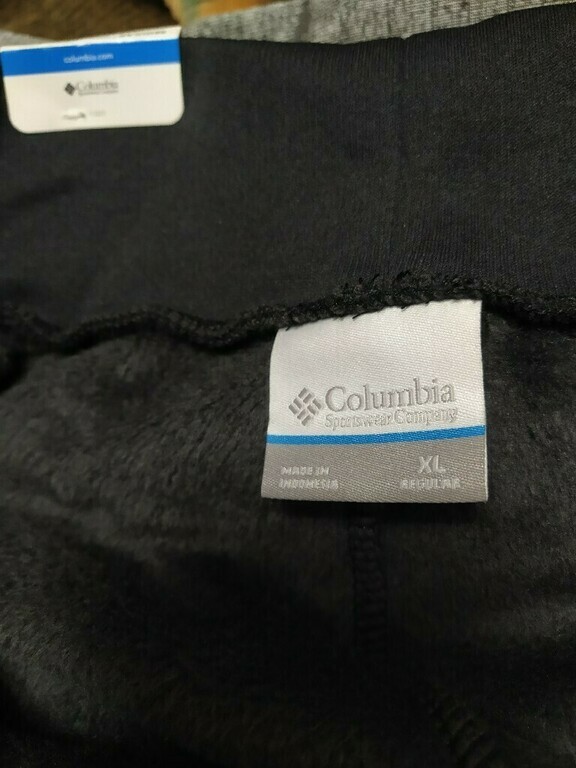 columbia.com
Columbia
Columbia
Sportswear Company
MADE IN
INDONESIA
XL
REGULAR